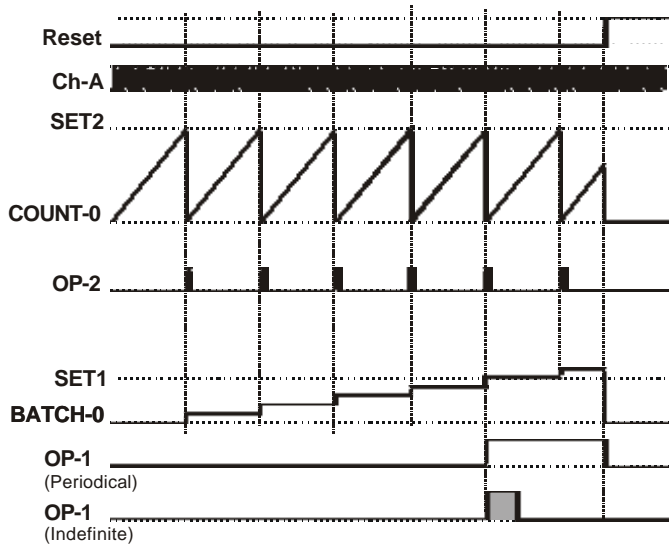 Reset
Ch-A
SET2
COUNT-0
OP-2
SET1
BATCH-0
OP-1
(Periodical)
OP-1
(Indefinite)